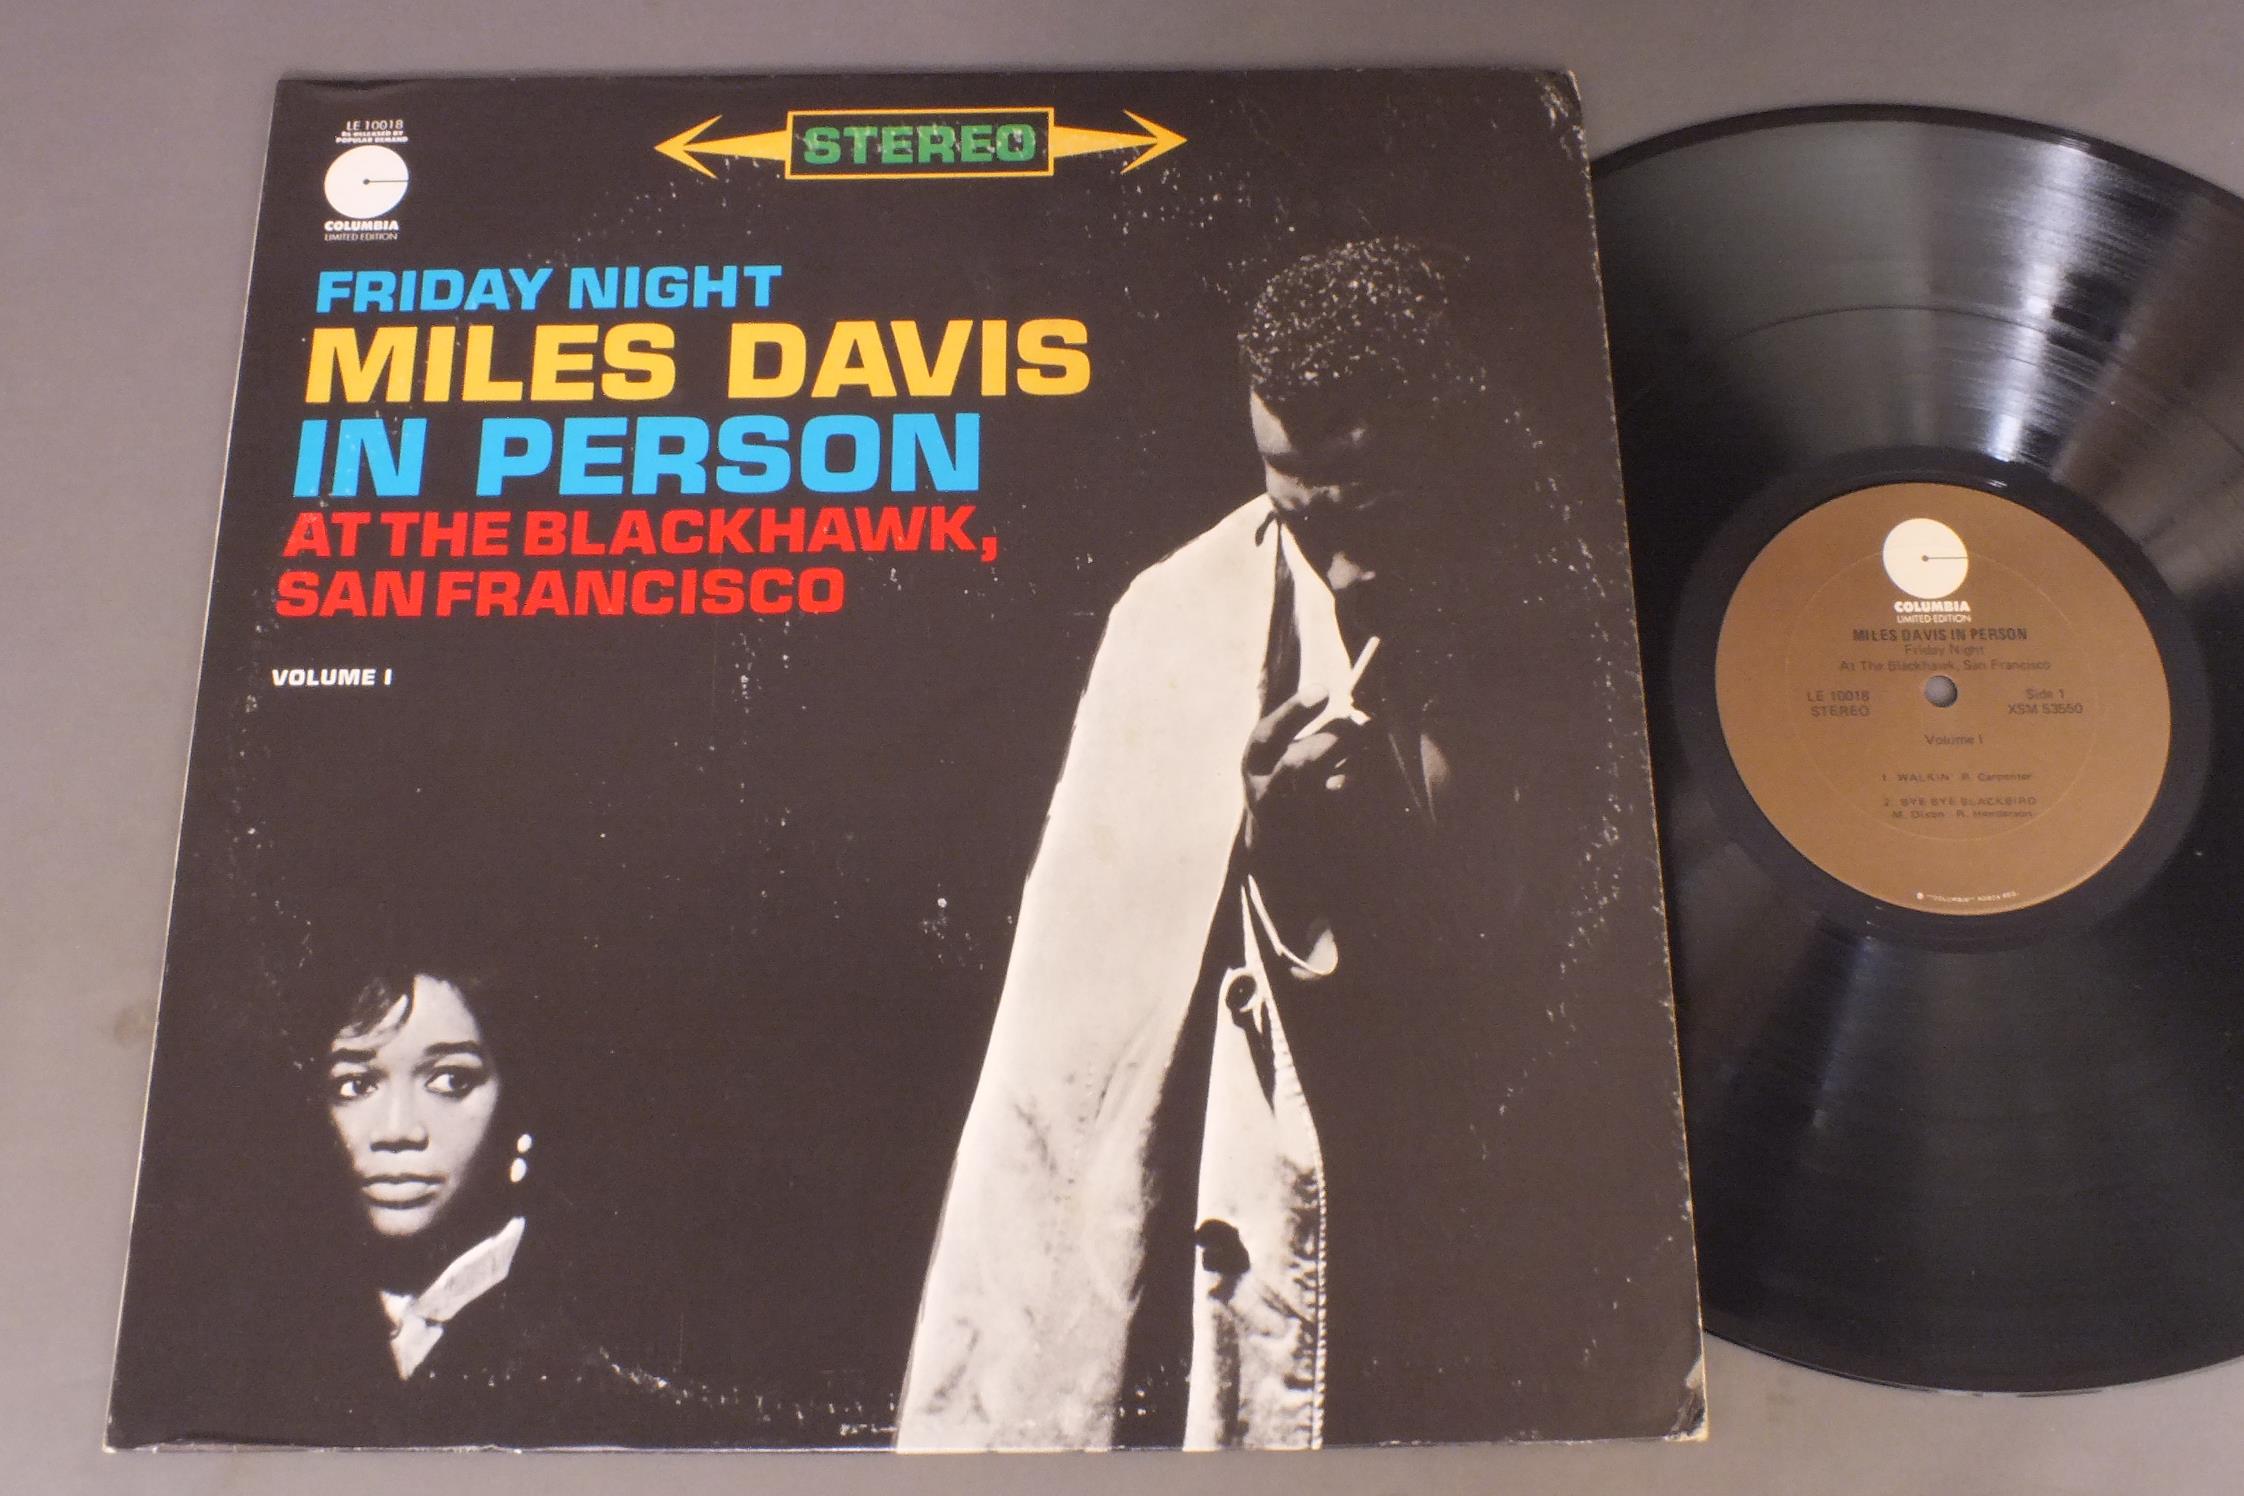 LE 10018
RE-RELEASED BY
POPULAR DEMAND
COLUMBIA
LIMITED EDITION
STEREO
FRIDAY NIGHT
MILES DAVIS
IN PERSON
AT THE BLACKHAWK,
SAN FRANCISCO
VOLUME I
COLUMBIA
LIMITED EDITION
MILES DAVIS IN PERSON
Friday Night
At The Blackhawk, San Francisco
LE 10018
STEREO
Side 1
XSM 53550
Volume I
1. WALKIN' R. Carpenter
2. BYE BYE BLACKBIRD
M. Dixon R. Henderson
"COLUMBIA"